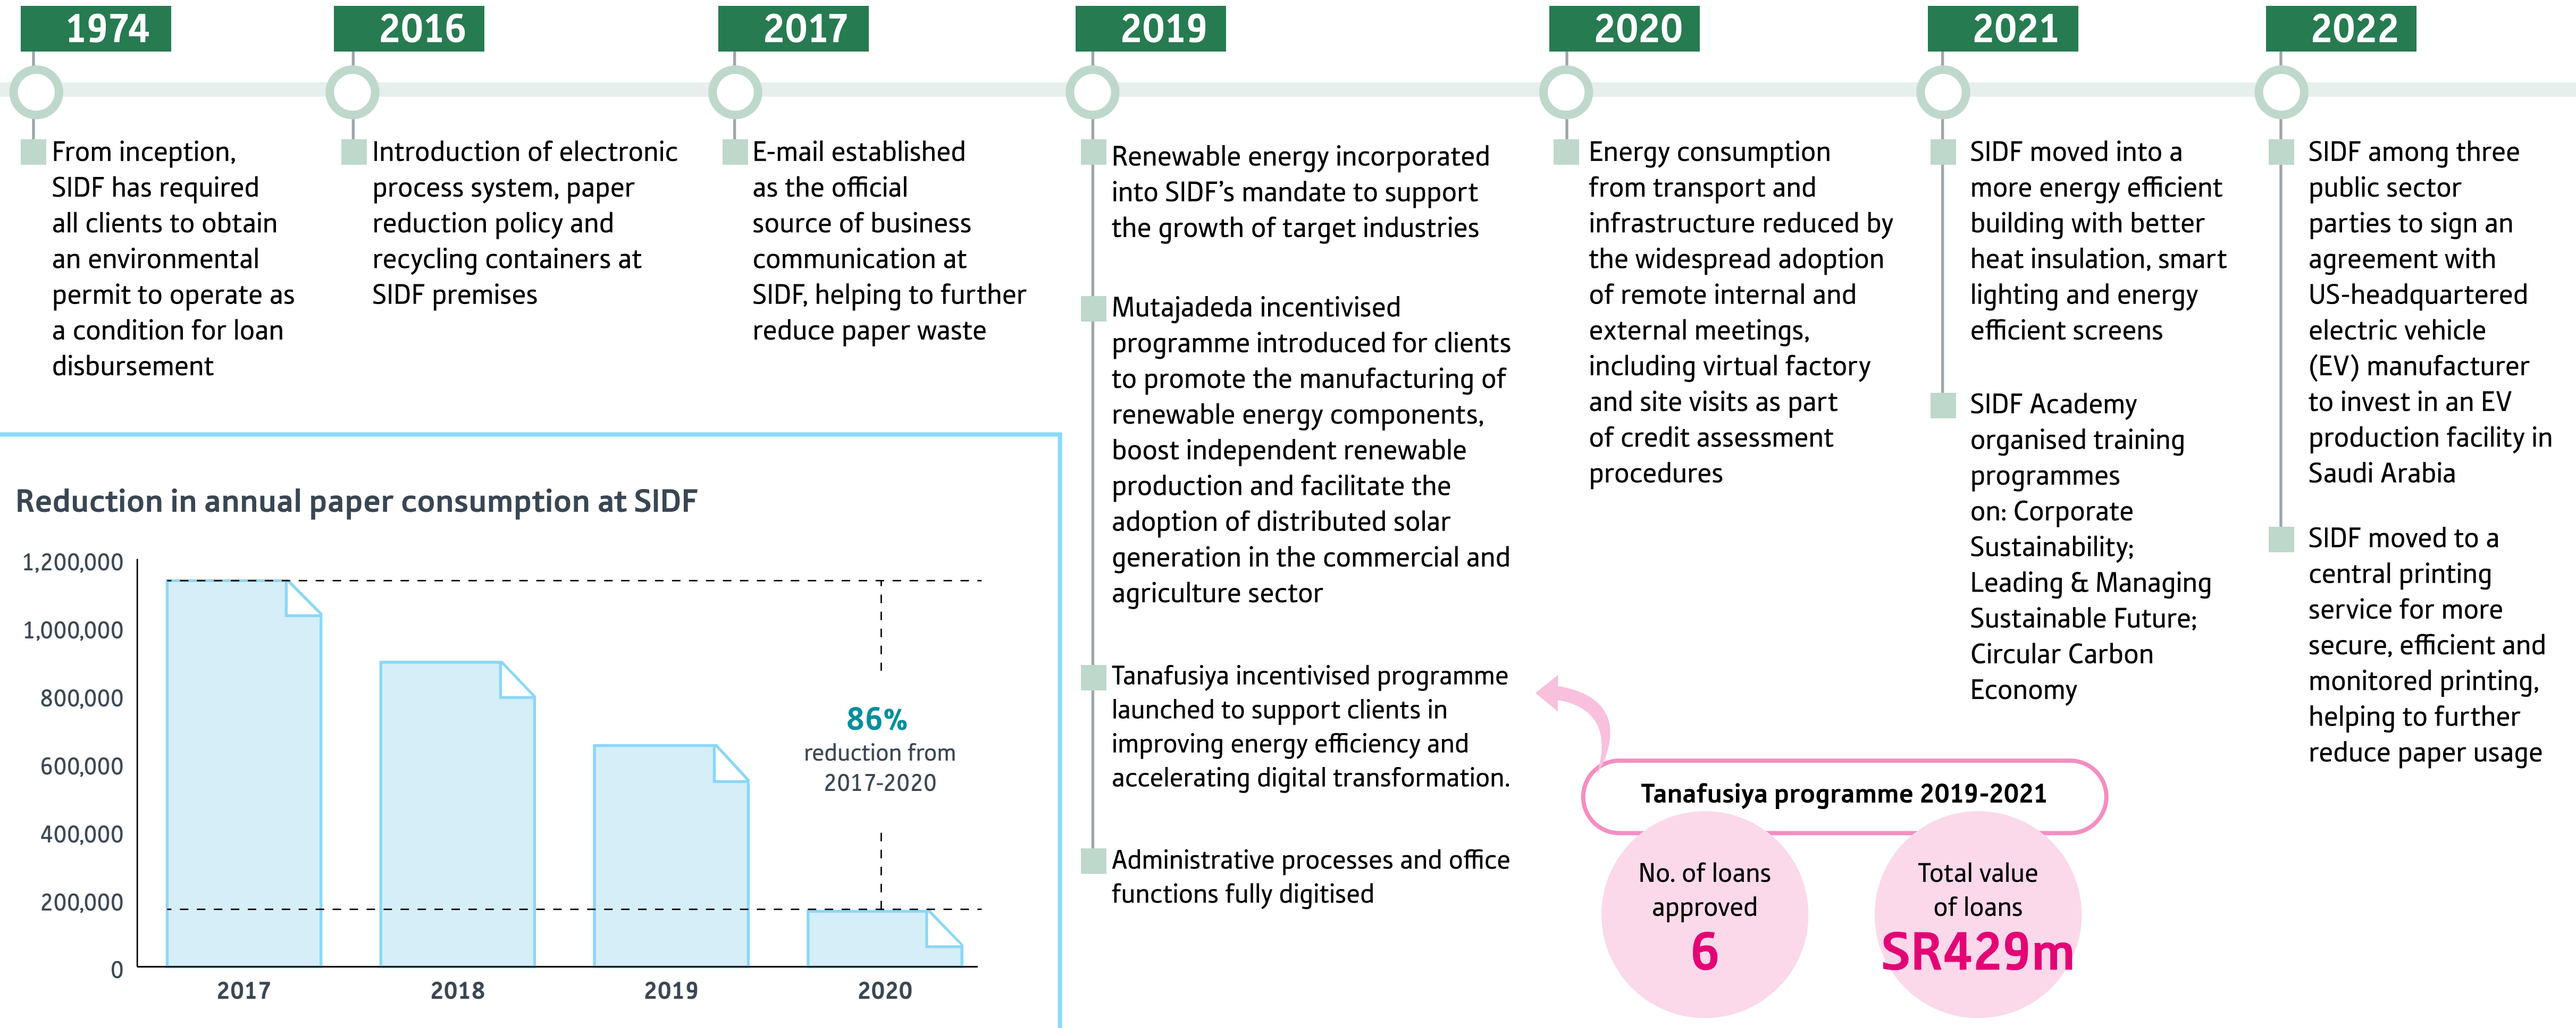 1974
From inception,
SIDF has required
all clients to obtain
an environmental
permit to operate as
a condition for loan
disbursement
2016
Introduction of electronic
process system, paper
reduction policy and
recycling containers at
SIDF premises
2017
E-mail established
as the official
source of business
communication at
SIDF, helping to further
reduce paper waste
2019
Renewable energy incorporated
into SIDF’s mandate to support
the growth of target industries
Mutajadeda incentivised
programme introduced for clients
to promote the manufacturing of
renewable energy components,
boost independent renewable
production and facilitate the
adoption of distributed solar
generation in the commercial and
agriculture sector
Tanafusiya incentivised programme
launched to support clients in
improving energy efficiency and
accelerating digital transformation.
Administrative processes and office
functions fully digitised
2020
Energy consumption
from transport and
infrastructure reduced by
the widespread adoption
of remote internal and
external meetings,
including virtual factory
and site visits as part
of credit assessment
procedures
2021
SIDF moved into a
more energy efficient
building with better
heat insulation, smart
lighting and energy
efficient screens
SIDF Academy
organised training
programmes
on: Corporate
Sustainability;
Leading & Managing
Sustainable Future;
Circular Carbon
Economy
2022
SIDF among three
public sector
parties to sign an
agreement with
US-headquartered
electric vehicle
(EV) manufacturer
to invest in an EV
production facility in
Saudi Arabia
SIDF moved to a
central printing
service for more
secure, efficient and
monitored printing,
helping to further
reduce paper usage
Reduction in annual paper consumption at SIDF
1,200,000
1,000,000
800,000
600,000
400,000
200,000
0
86%
reduction from
2017-2020
2017
2018
2019
2020
Tanafusiya programme 2019-2021
No. of loans
approved
6
Total value
of loans
SR429m